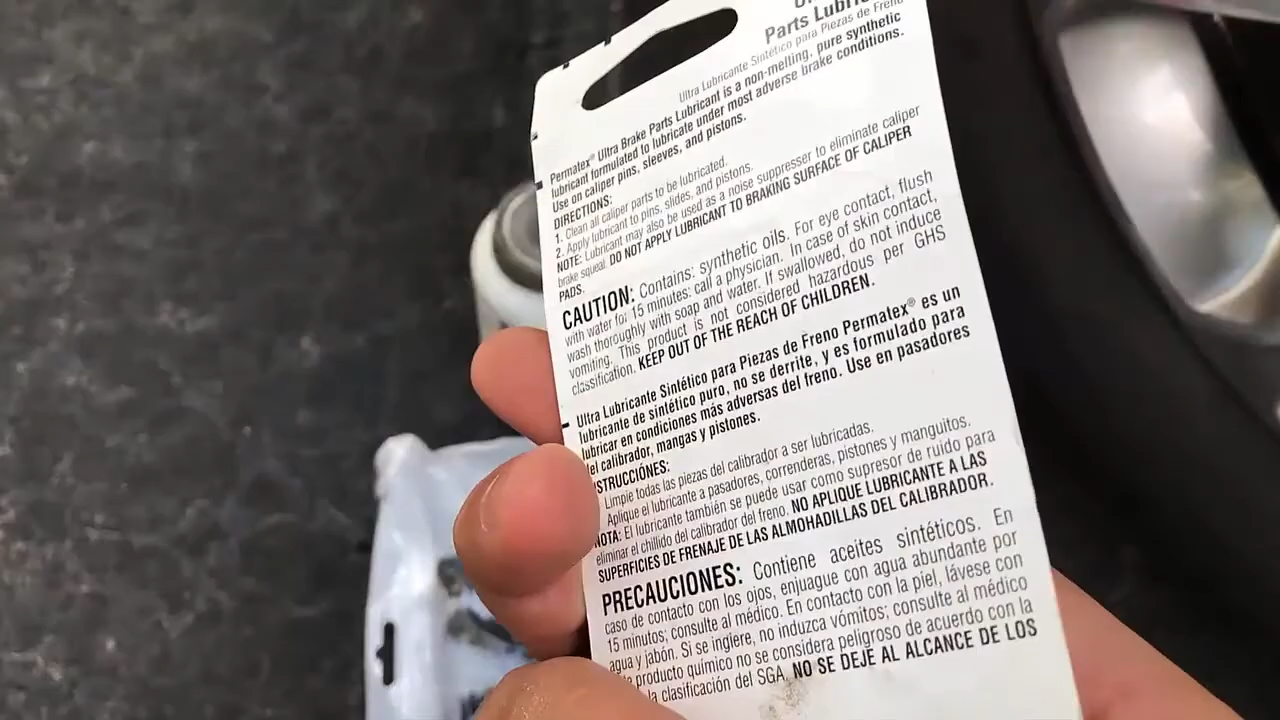 Parts
Ultra Lubricante Sintético para Piezas de Freno
Permatex® Ultra Brake Parts Lubricant is a non-melting, pure synthetic
lubricant formulated to lubricate under most adverse brake conditions.
Use on caliper pins, sleeves, and pistons.
DIRECTIONS:
1. Clean all caliper parts to be lubricated.
2. Apply lubricant to pins, slides, and pistons.
NOTE: Lubricant may also be used as a noise suppresser to eliminate caliper
brake squeal. DO NOT APPLY LUBRICANT TO BRAKING SURFACE OF CALIPER
PADS.
CAUTION: Contains: synthetic oils. For eye contact, flush
with water for 15 minutes: call a physician. In case of skin contact,
wash thoroughly with soap and water. If swallowed, do not induce
vomiting. This product is not considered hazardous per GHS
classification. KEEP OUT OF THE REACH OF CHILDREN.
Ultra Lubricante Sintético para Piezas de Freno Permatex® es un
lubricante de sintético puro, no se derrite, y es formulado para
lubricar en condiciones más adversas del freno. Use en pasadores
el calibrador, mangas y pistones.
STRUCCIÓNES:
Limpie todas las piezas del calibrador a ser lubricadas.
Aplique el lubricante a pasadores, correnderas, pistones y manguitos.
NOTA: El lubricante también se puede usar como supresor de ruido para
eliminar el chillido del calibrador del freno. NO APLIQUE LUBRICANTE A LAS
SUPERFICIES DE FRENAJE DE LAS ALMOHADILLAS DEL CALIBRADOR.
PRECAUCIONES: Contiene aceites sintéticos. En
caso de contacto con los ojos, enjuague con agua abundante por
15 minutos; consulte al médico. En contacto con la piel, lávese con
agua y jabón. Si se ingiere, no induzca vómitos; consulte al médico
producto químico no se considera peligroso de acuerdo con la
la clasificación del SGA. NO SE DEJE AL ALCANCE DE LOS